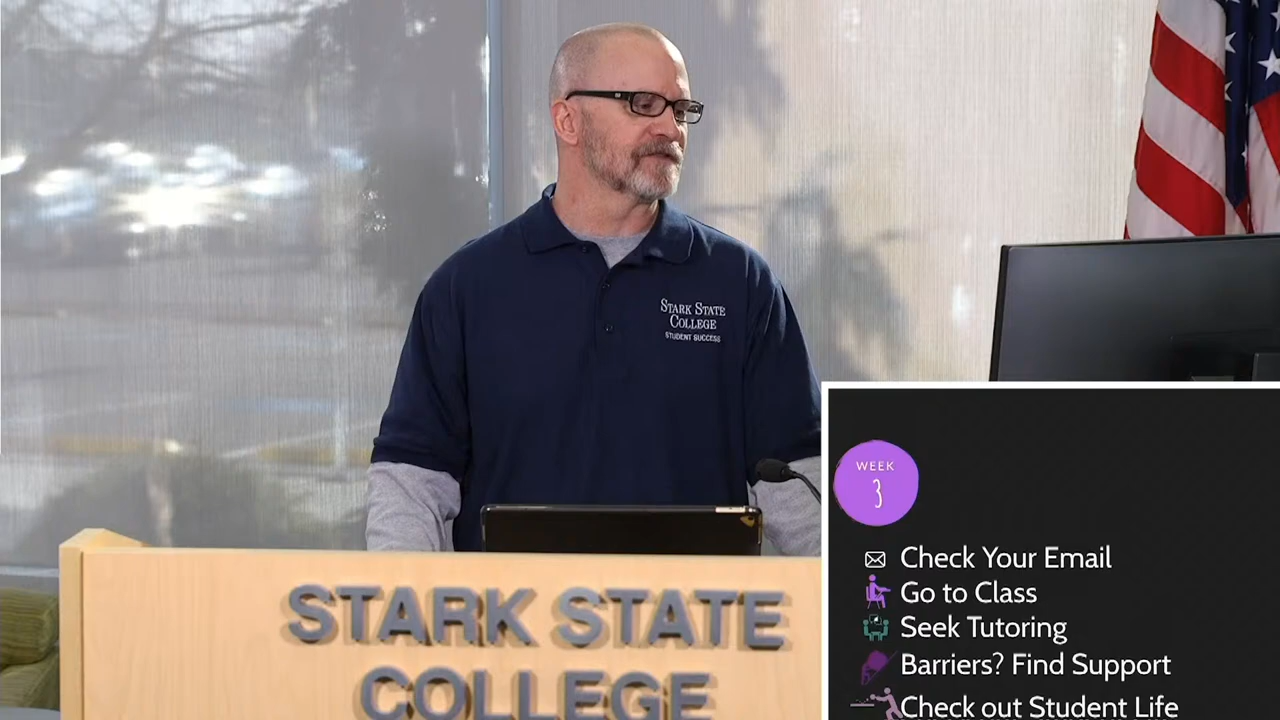 STARK STATE
COLLEGE
STUDENT SUCCESS
STARK STATE
COLLEGE
WEEK
3
Check Your Email
Go to Class
Seek Tutoring
Barriers? Find Support
Check out Student Life